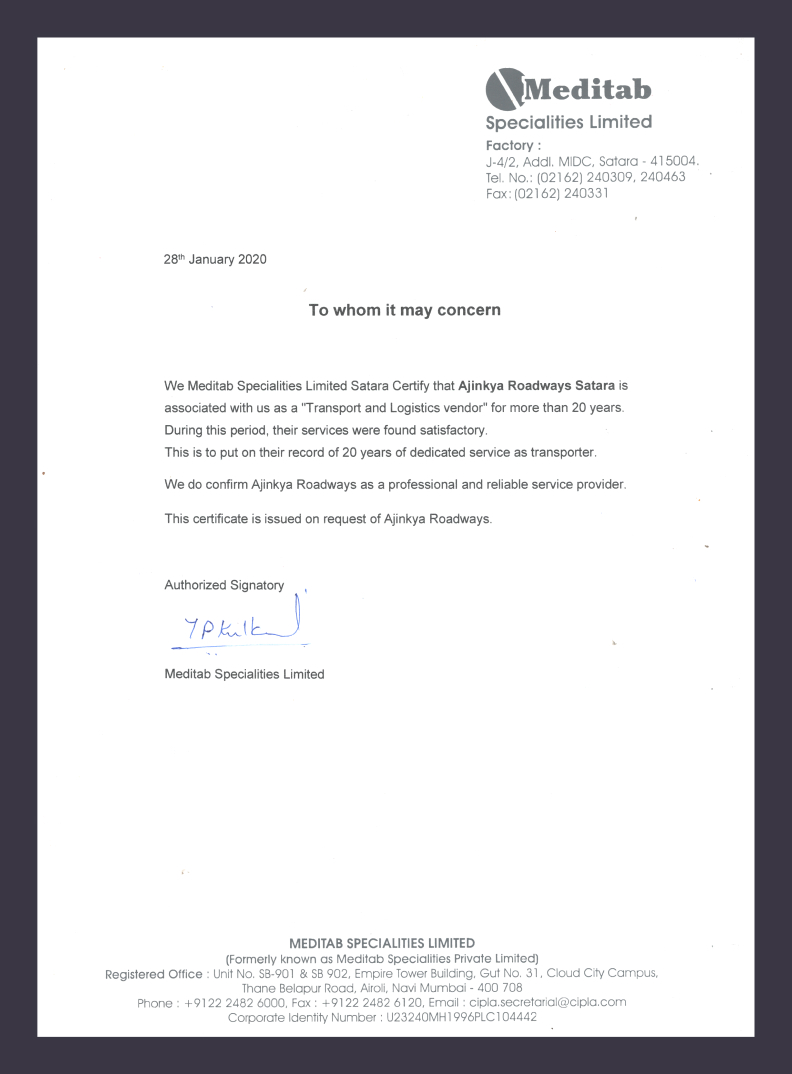 Meditab
Specialities Limited
Factory :
J-4/2, Addl. MIDC, Satara - 415004.
Tel. No.: (02162) 240309, 240463
Fax: (02162) 240331
28th January 2020
To whom it may concern
We Meditab Specialities Limited Satara Certify that Ajinkya Roadways Satara is
associated with us as a "Transport and Logistics vendor" for more than 20 years.
During this period, their services were found satisfactory.
This is to put on their record of 20 years of dedicated service as transporter.
We do confirm Ajinkya Roadways as a professional and reliable service provider.
This certificate is issued on request of Ajinkya Roadways.
Authorized Signatory
Meditab Specialities Limited
MEDITAB SPECIALITIES LIMITED
(Formerly known as Meditab Specialities Private Limited)
Registered Office : Unit No. SB-901 & SB 902, Empire Tower Building, Gut No. 31, Cloud City Campus,
Thane Belapur Road, Airoli, Navi Mumbai - 400 708
Phone : +9122 2482 6000, Fax : +9122 2482 6120, Email : cipla.secretarial@cipla.com
Corporate Identity Number : U23240MH1996PLC104442